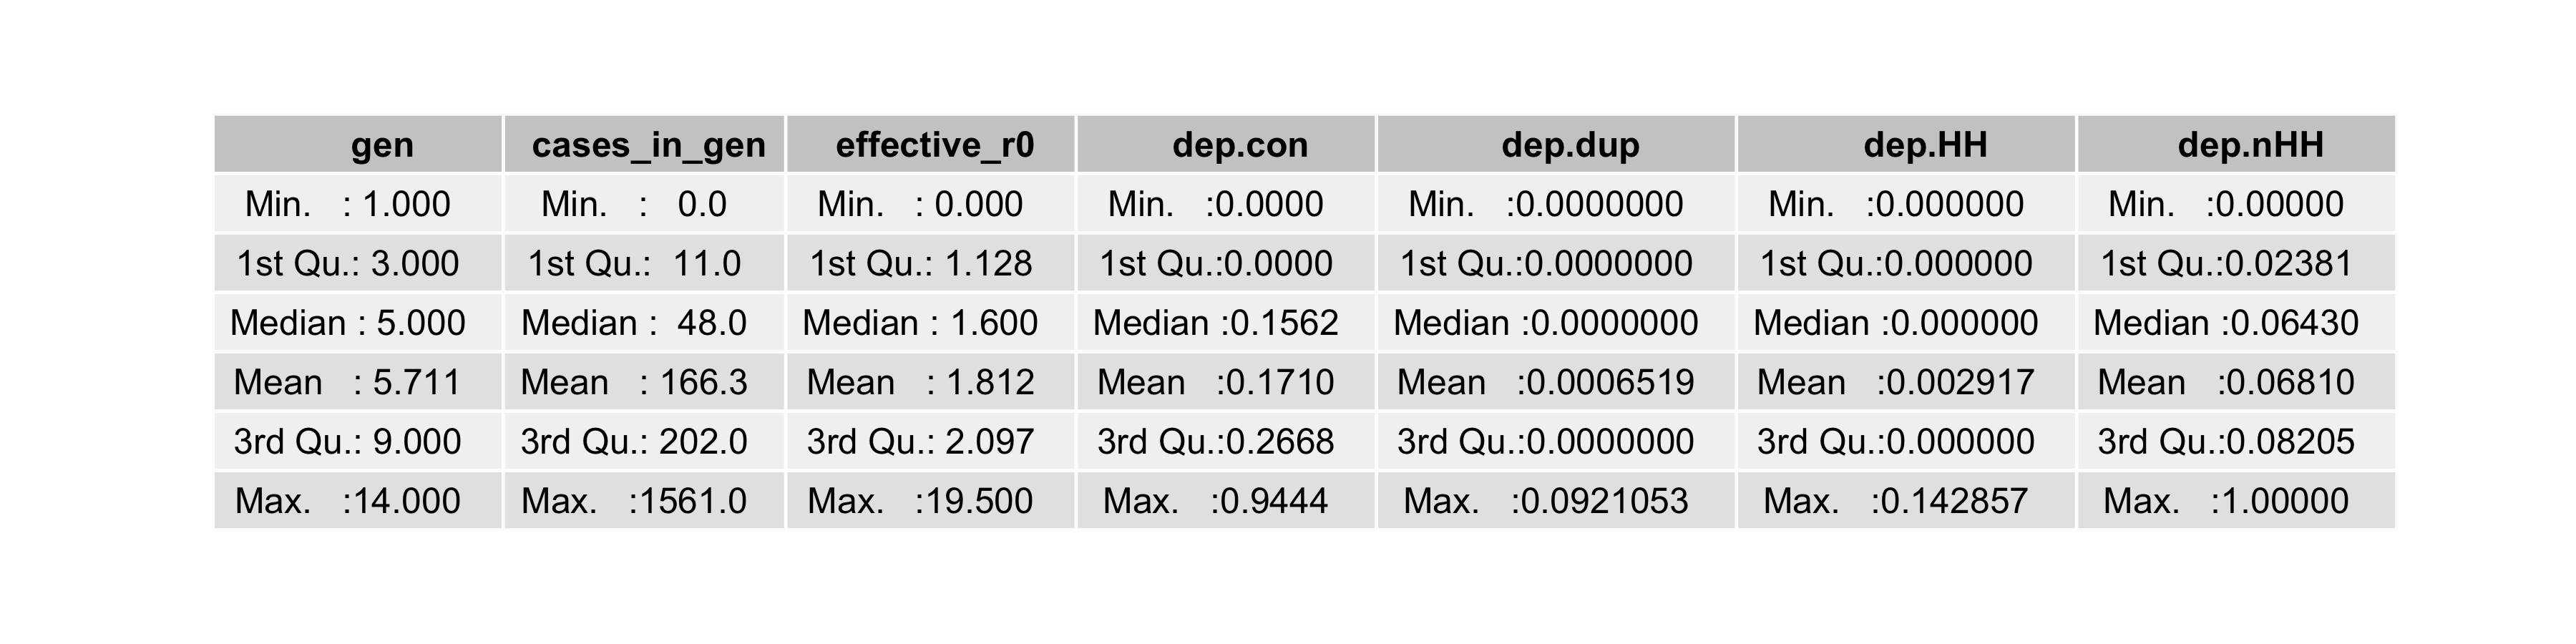 gen cases_in_gen effective_r0 dep.con dep.dup dep.HH dep.nHH
Min. : 1.000 Min. : 0.0 Min. : 0.000 Min. :0.0000 Min. :0.0000000 Min. :0.000000 Min. :0.00000
1st Qu.: 3.000 1st Qu.: 11.0 1st Qu.: 1.128 1st Qu.:0.0000 1st Qu.:0.0000000 1st Qu.:0.000000 1st Qu.:0.02381
Median : 5.000 Median : 48.0 Median : 1.600 Median :0.1562 Median :0.0000000 Median :0.000000 Median :0.06430
Mean : 5.711 Mean : 166.3 Mean : 1.812 Mean :0.1710 Mean :0.0006519 Mean :0.002917 Mean :0.06810
3rd Qu.: 9.000 3rd Qu.: 202.0 3rd Qu.: 2.097 3rd Qu.:0.2668 3rd Qu.:0.0000000 3rd Qu.:0.000000 3rd Qu.:0.08205
Max. :14.000 Max. :1561.0 Max. :19.500 Max. :0.9444 Max. :0.0921053 Max. :0.142857 Max. :1.00000